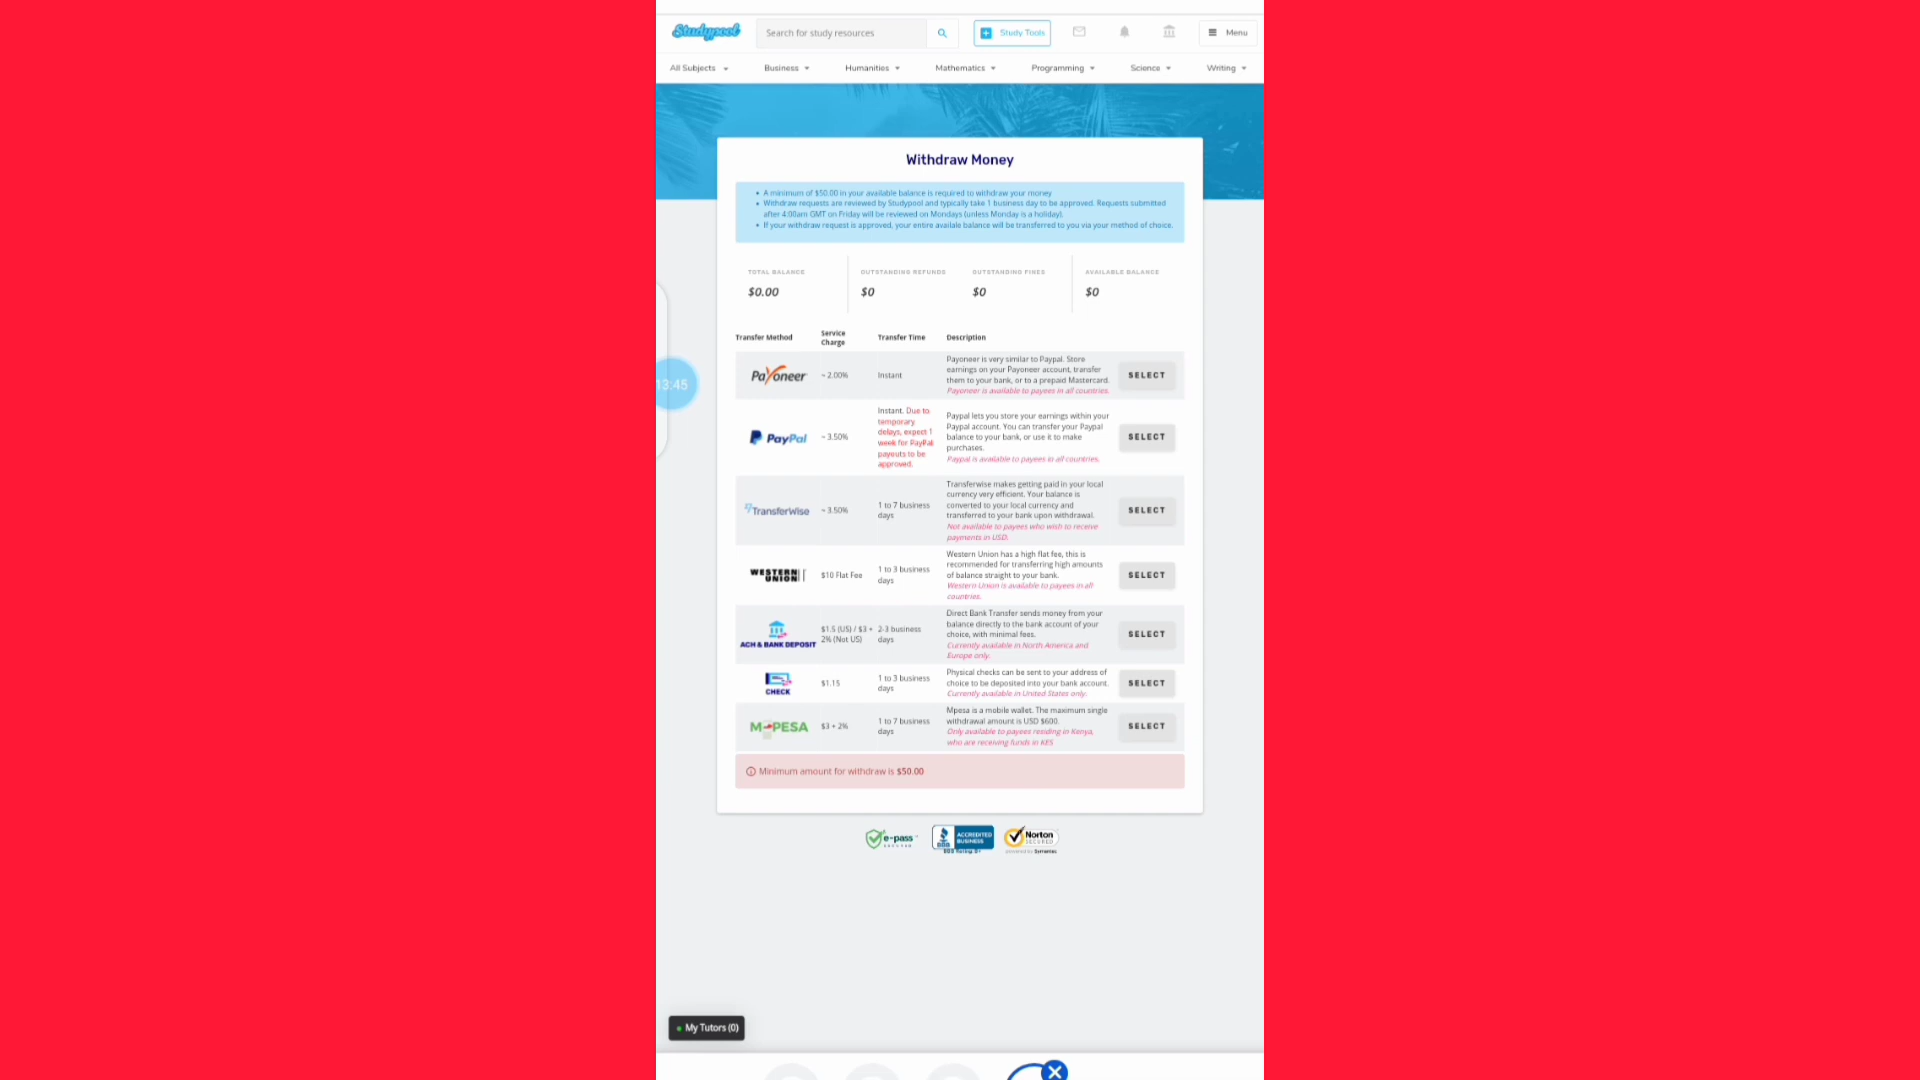 Studypool
Search for study resources
Study Tools
Menu
All Subjects
Business
Humanities
Mathematics
Programming
Science
Writing
Withdraw Money
• A minimum of $50.00 in your available balance is required to withdraw your money
• Withdraw requests are reviewed by Studypool and typically take 1 business day to be approved. Requests submitted
after 4:00am GMT on Friday will be reviewed on Mondays (unless Monday is a holiday).
• If your withdraw request is approved, your entire availale balance will be transferred to you via your method of choice.
TOTAL BALANCE
$0.00
OUTSTANDING REFUNDS
$0
OUTSTANDING FINES
$0
AVAILABLE BALANCE
$0
13:45
Transfer Method
Service
Charge
Transfer Time
Description
Payoneer
~ 2.00%
Instant
Payoneer is very similar to Paypal. Store
earnings on your Payoneer account, transfer
them to your bank, or to a prepaid Mastercard.
Payoneer is available to payees in all countries.
SELECT
PayPal
~ 3.50%
Instant. Due to
temporary
delays, expect 1
week for PayPal
payouts to be
approved.
Paypal lets you store your earnings within your
Paypal account. You can transfer your Paypal
balance to your bank, or use it to make
purchases.
Paypal is available to payees in all countries.
SELECT
TransferWise
~ 3.50%
1 to 7 business
days
Transferwise makes getting paid in your local
currency very efficient. Your balance is
converted to your local currency and
transferred to your bank upon withdrawal.
Not available to payees who wish to receive
payments in USD.
SELECT
WESTERN
UNION
$10 Flat Fee
1 to 3 business
days
Western Union has a high flat fee, this is
recommended for transferring high amounts
of balance straight to your bank.
Western Union is available to payees in all
countries.
SELECT
ACH & BANK DEPOSIT
$1.5 (US) / $3 +
2% (Not US)
2-3 business
days
Direct Bank Transfer sends money from your
balance directly to the bank account of your
choice, with minimal fees.
Currently available in North America and
Europe only.
SELECT
CHECK
$1.15
1 to 3 business
days
Physical checks can be sent to your address of
choice to be deposited into your bank account.
Currently available in United States only.
SELECT
M-PESA
$3 + 2%
1 to 7 business
days
Mpesa is a mobile wallet. The maximum single
withdrawal amount is USD $600.
Only available to payees residing in Kenya,
who are receiving funds in KES
SELECT
Minimum amount for withdraw is $50.00
e-pass
SECURED
BBB
ACCREDITED
BUSINESS
Norton
SECURED
powered by Symantec
My Tutors (0)